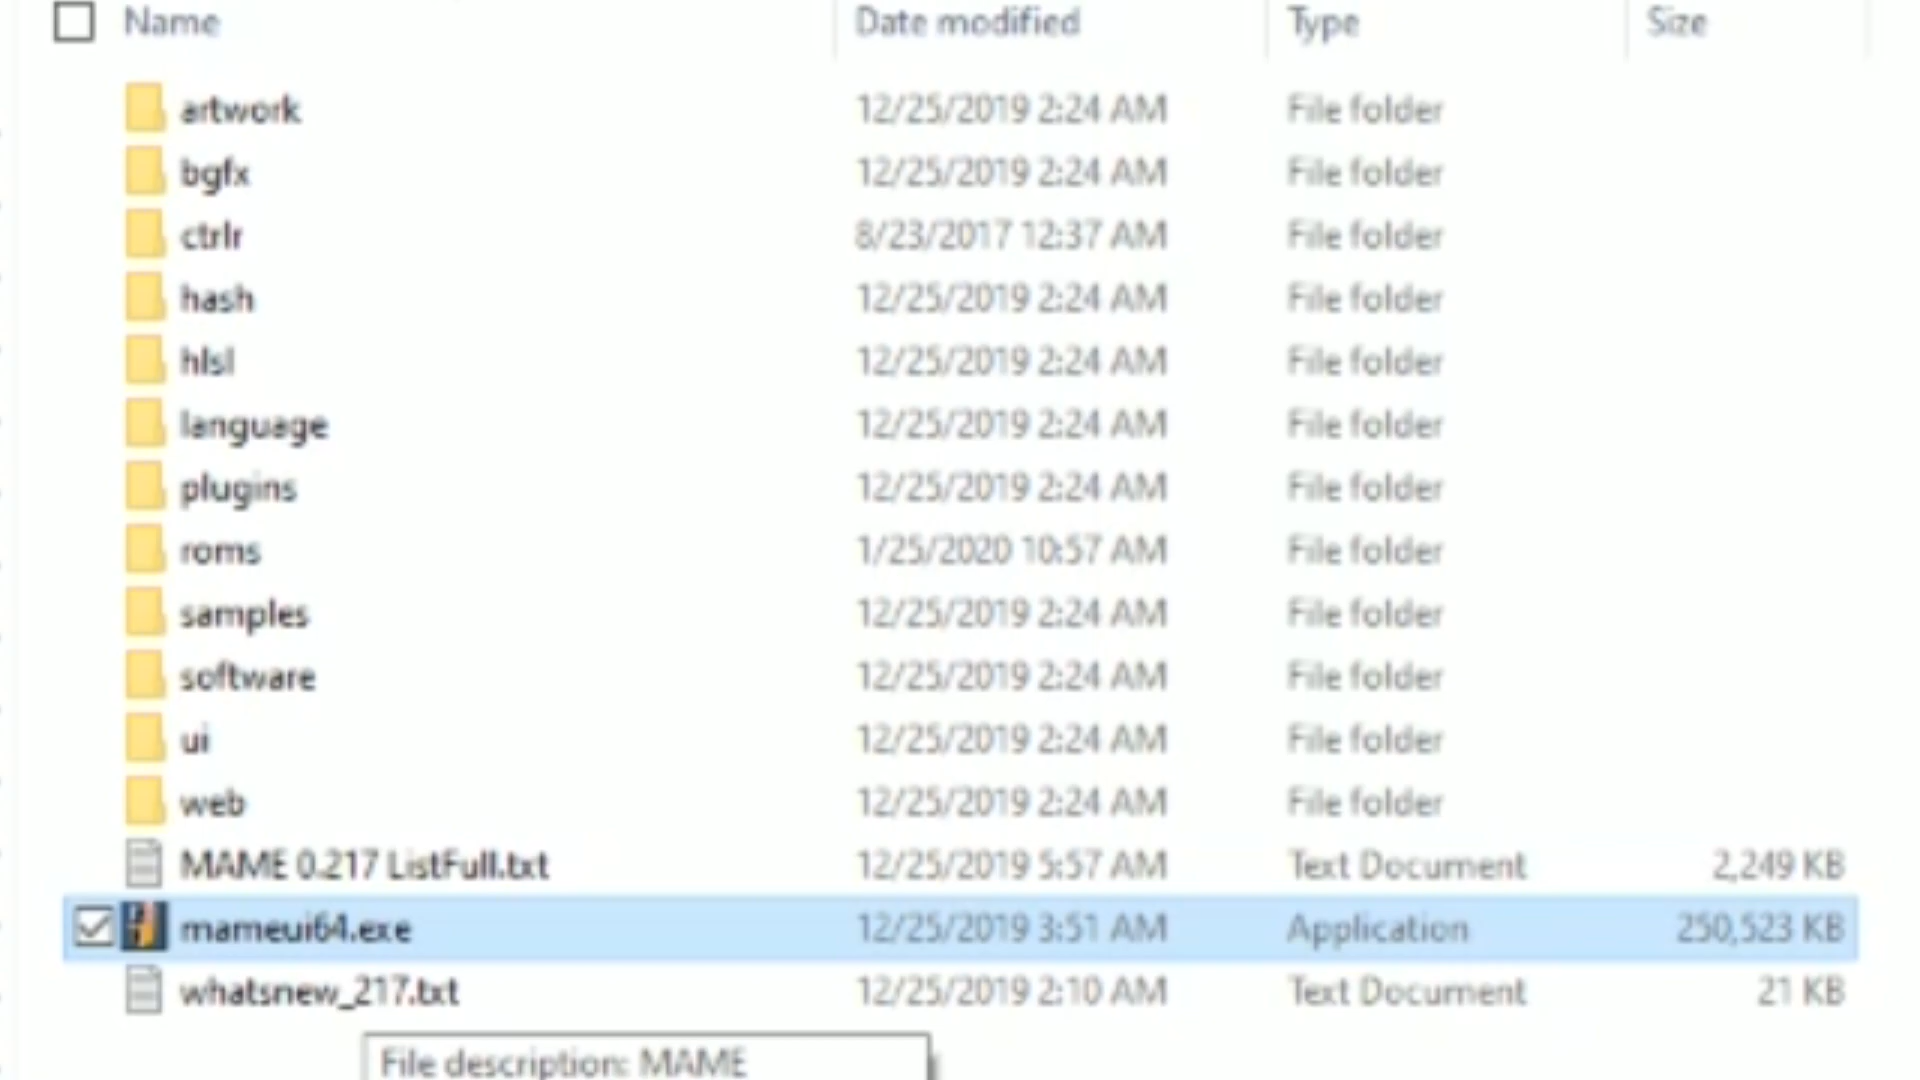 Name Date modified Type Size
artwork 12/25/2019 2:24 AM File folder
bgfx 12/25/2019 2:24 AM File folder
ctrlr 8/23/2017 12:37 AM File folder
hash 12/25/2019 2:24 AM File folder
hlsl 12/25/2019 2:24 AM File folder
language 12/25/2019 2:24 AM File folder
plugins 12/25/2019 2:24 AM File folder
roms 1/25/2020 10:57 AM File folder
samples 12/25/2019 2:24 AM File folder
software 12/25/2019 2:24 AM File folder
ui 12/25/2019 2:24 AM File folder
web 12/25/2019 2:24 AM File folder
MAME 0.217 ListFull.txt 12/25/2019 5:57 AM Text Document 2,249 KB
mameui64.exe 12/25/2019 3:51 AM Application 250,523 KB
whatsnew_217.txt 12/25/2019 2:10 AM Text Document 21 KB
File description: MAME